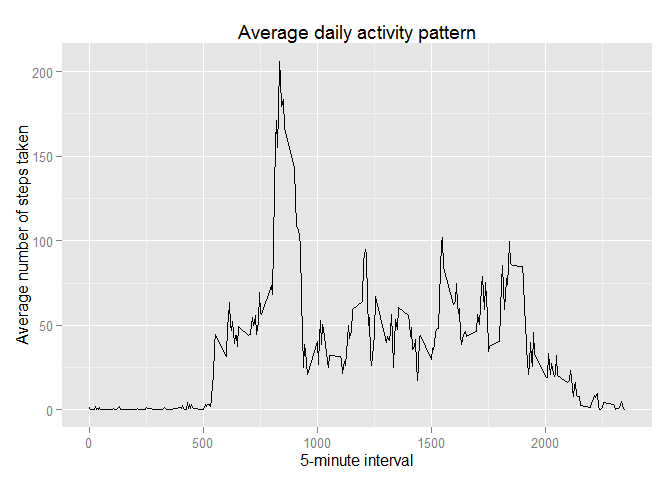 Average daily activity pattern
Average number of steps taken
200
150
100
50
0
0 500 1000 1500 2000
5-minute interval